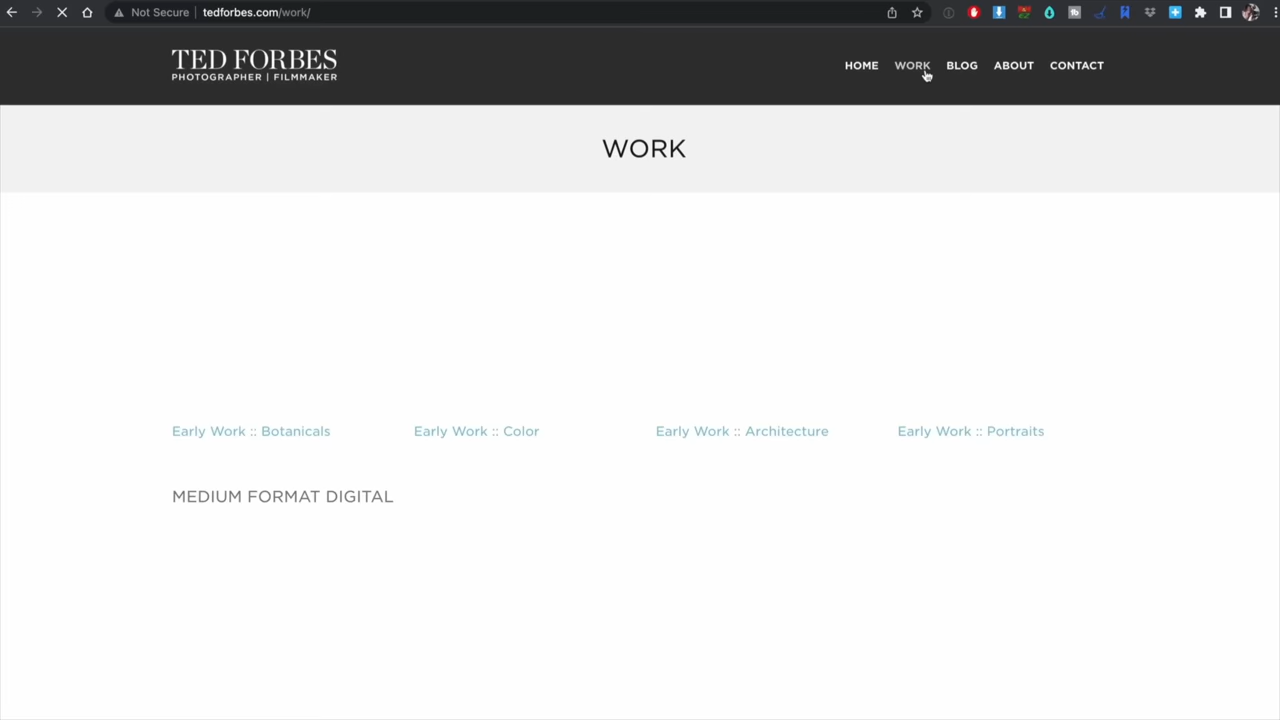 Not Secure tedforbes.com/work/
TED FORBES
PHOTOGRAPHER | FILMMAKER
HOME WORK BLOG ABOUT CONTACT
WORK
Early Work :: Botanicals Early Work :: Color Early Work :: Architecture Early Work :: Portraits
MEDIUM FORMAT DIGITAL